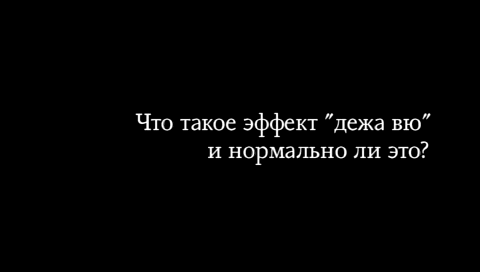 Что такое эффект "дежа вю"
и нормально ли это?